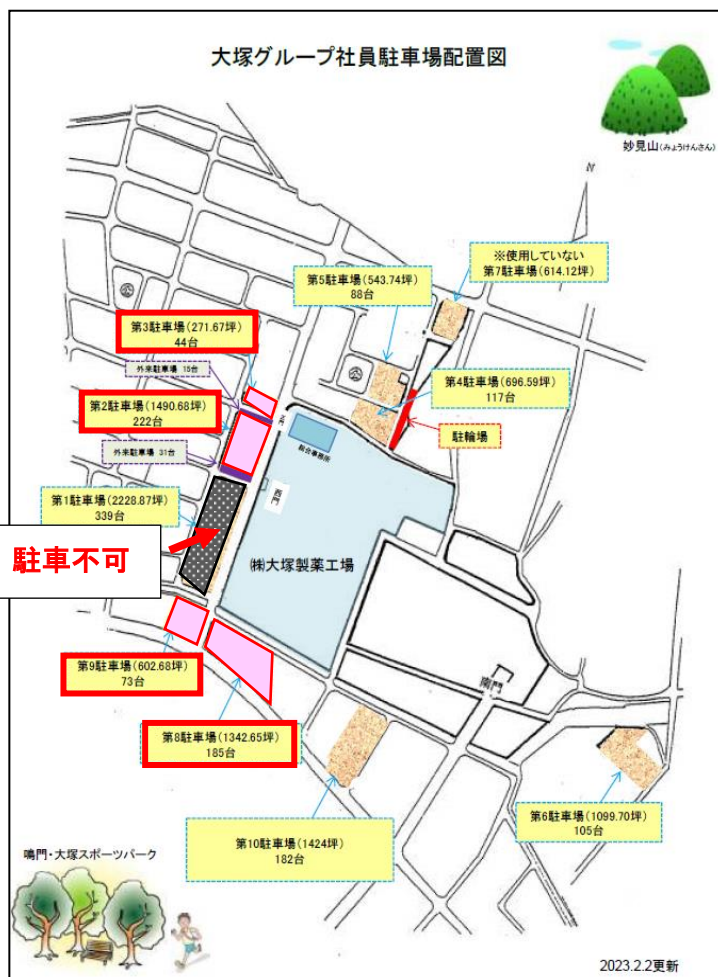 大塚グループ社員駐車場配置図
妙見山(みょうけんさん)
N
※使用していない
第7駐車場(614.12坪)
第5駐車場(543.74坪)
88台
第3駐車場(271.67坪)
44台
外来駐車場 15台
第4駐車場(696.59坪)
117台
第2駐車場(1490.68坪)
222台
駐輪場
総合事務所
外来駐車場 31台
西門
第1駐車場(2228.87坪)
339台
駐車不可
㈱大塚製薬工場
第9駐車場(602.68坪)
73台
南門
第8駐車場(1342.65坪)
185台
第6駐車場(1099.70坪)
105台
第10駐車場(1424坪)
182台
鳴門・大塚スポーツパーク
2023.2.2更新